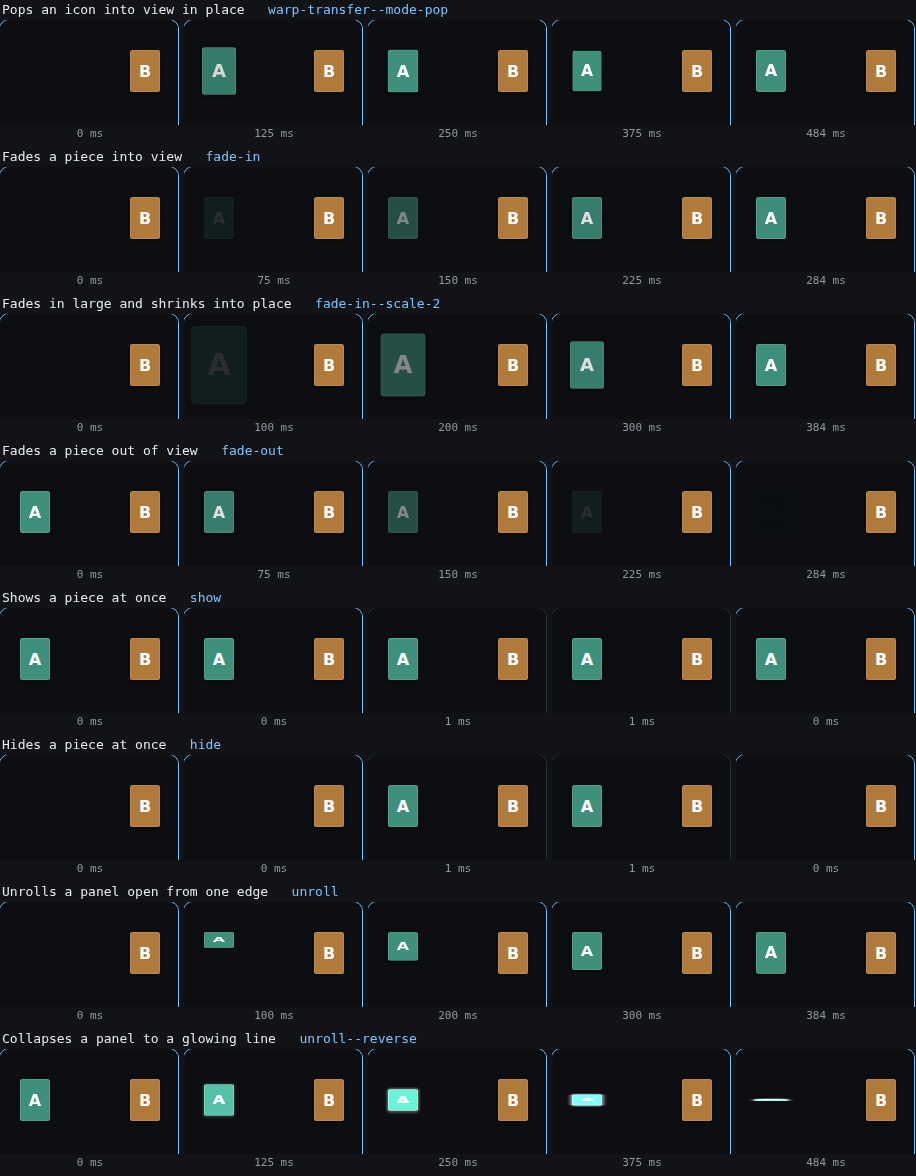 Pops an icon into view in place warp-transfer--mode-pop
B A B A B A B A B
0 ms 125 ms 250 ms 375 ms 484 ms
Fades a piece into view fade-in
B A B A B A B A B
0 ms 75 ms 150 ms 225 ms 284 ms
Fades in large and shrinks into place fade-in--scale-2
B A B A B A B A B
0 ms 100 ms 200 ms 300 ms 384 ms
Fades a piece out of view fade-out
A B A B A B A B B
0 ms 75 ms 150 ms 225 ms 284 ms
Shows a piece at once show
A B A B A B A B A B
0 ms 0 ms 1 ms 1 ms 0 ms
Hides a piece at once hide
B B A B A B B
0 ms 0 ms 1 ms 1 ms 0 ms
Unrolls a panel open from one edge unroll
B A B A B A B A B
0 ms 100 ms 200 ms 300 ms 384 ms
Collapses a panel to a glowing line unroll--reverse
A B A B A B A B B
0 ms 125 ms 250 ms 375 ms 484 ms